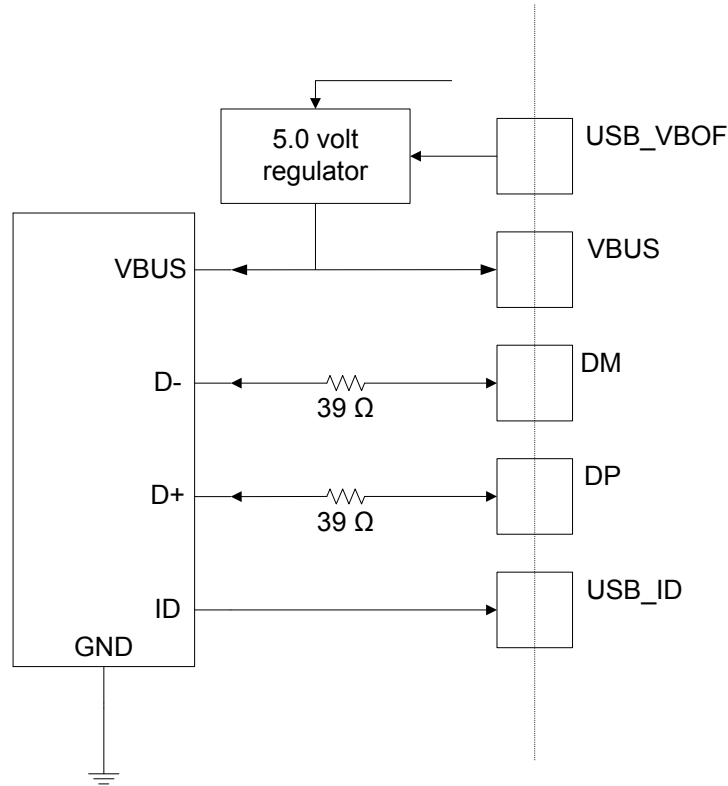 5.0 volt
regulator
USB_VBOF
VBUS
VBUS
D-
39 Ω
DM
D+
39 Ω
DP
ID
USB_ID
GND